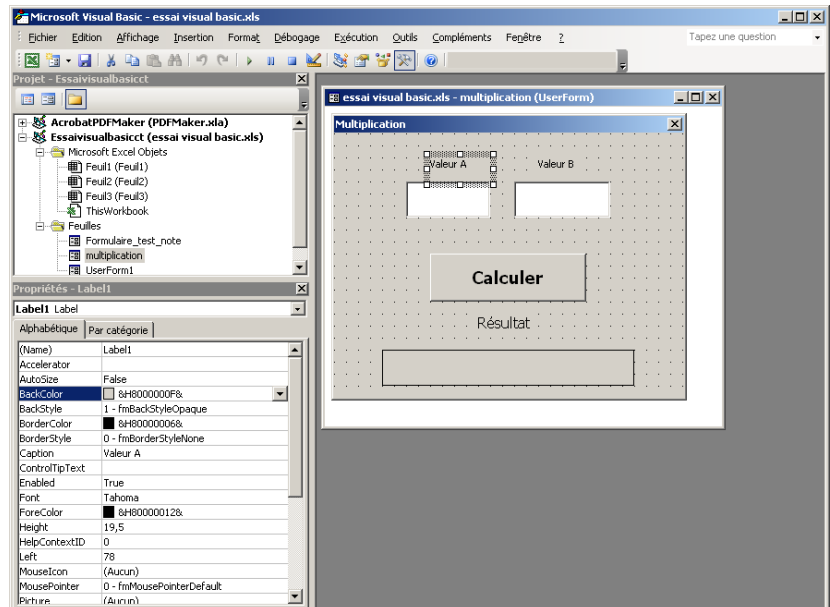 Microsoft Visual Basic - essai visual basic.xls
Fichier Edition Affichage Insertion Format Débogage Exécution Outils Compléments Fenêtre ? Tapez une question
Projet - Essaivisualbasicct
AcrobatPDFMaker (PDFMaker.xla)
Essaivisualbasicct (essai visual basic.xls)
Microsoft Excel Objets
Feuil1 (Feuil1)
Feuil2 (Feuil2)
Feuil3 (Feuil3)
ThisWorkbook
Feuilles
Formulaire_test_note
multiplication
UserForm1
Propriétés - Label1
Label1 Label
Alphabétique Par catégorie
(Name) Label1
Accelerator
AutoSize False
BackColor &H8000000F&
BackStyle 1 - fmBackStyleOpaque
BorderColor &H80000006&
BorderStyle 0 - fmBorderStyleNone
Caption Valeur A
ControlTipText
Enabled True
Font Tahoma
ForeColor &H80000012&
Height 19,5
HelpContextID 0
Left 78
MouseIcon (Aucun)
MousePointer 0 - fmMousePointerDefault
Picture (Aucun)
essai visual basic.xls - multiplication (UserForm)
Multiplication
Valeur A Valeur B
Calculer
Résultat